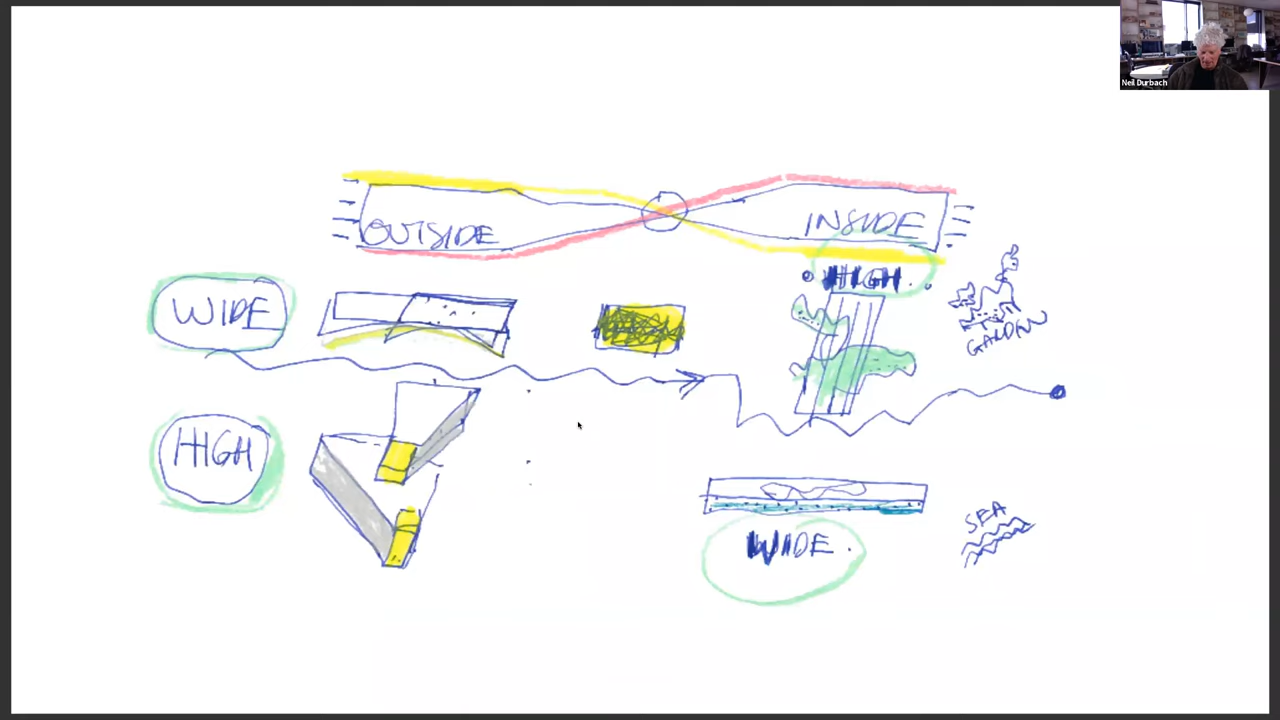 Neil Durbach
OUTSIDE
INSIDE
WIDE
HIGH
GARDEN
HIGH
SEA
WIDE